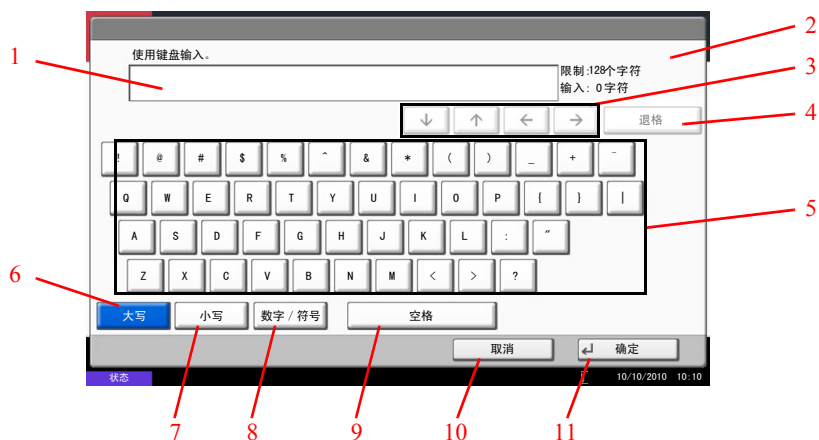 使用键盘输入。
限制:128个字符
输入: 0字符
↓ ↑ ← → 退格
! @ # $ % ^ & * ( ) _ + ~
Q W E R T Y U I O P { } |
A S D F G H J K L : "
Z X C V B N M < > ?
大写 小写 数字 / 符号 空格
取消 确定
状态 10/10/2010 10:10
1
2
3
4
5
6
7 8 9 10 11